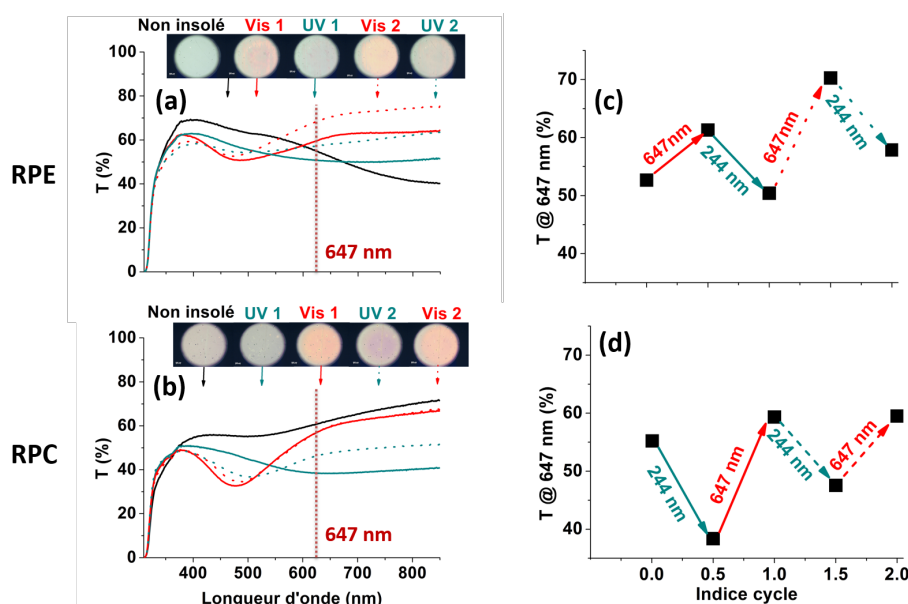 Non insolé Vis 1 UV 1 Vis 2 UV 2
RPE
(a)
T (%)
100
80
60
40
20
0
647 nm
(c)
T @ 647 nm (%)
70
60
50
40
647nm
244 nm
647nm
244 nm
Non insolé UV 1 Vis 1 UV 2 Vis 2
RPC
(b)
T (%)
100
80
60
40
20
0
647 nm
400 500 600 700 800
Longueur d'onde (nm)
(d)
T @ 647 nm (%)
70
60
50
40
244 nm
647 nm
244 nm
647 nm
0.0 0.5 1.0 1.5 2.0
Indice cycle